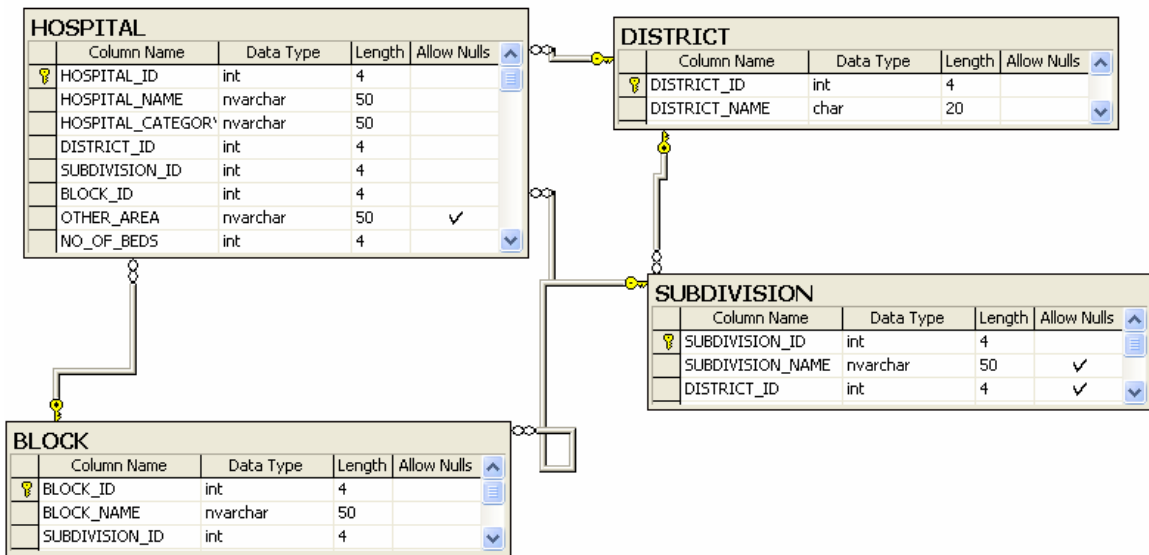 HOSPITAL
Column Name Data Type Length Allow Nulls
HOSPITAL_ID int 4
HOSPITAL_NAME nvarchar 50
HOSPITAL_CATEGOR nvarchar 50
DISTRICT_ID int 4
SUBDIVISION_ID int 4
BLOCK_ID int 4
OTHER_AREA nvarchar 50 ✓
NO_OF_BEDS int 4
DISTRICT
Column Name Data Type Length Allow Nulls
DISTRICT_ID int 4
DISTRICT_NAME char 20
SUBDIVISION
Column Name Data Type Length Allow Nulls
SUBDIVISION_ID int 4
SUBDIVISION_NAME nvarchar 50 ✓
DISTRICT_ID int 4 ✓
BLOCK
Column Name Data Type Length Allow Nulls
BLOCK_ID int 4
BLOCK_NAME nvarchar 50
SUBDIVISION_ID int 4